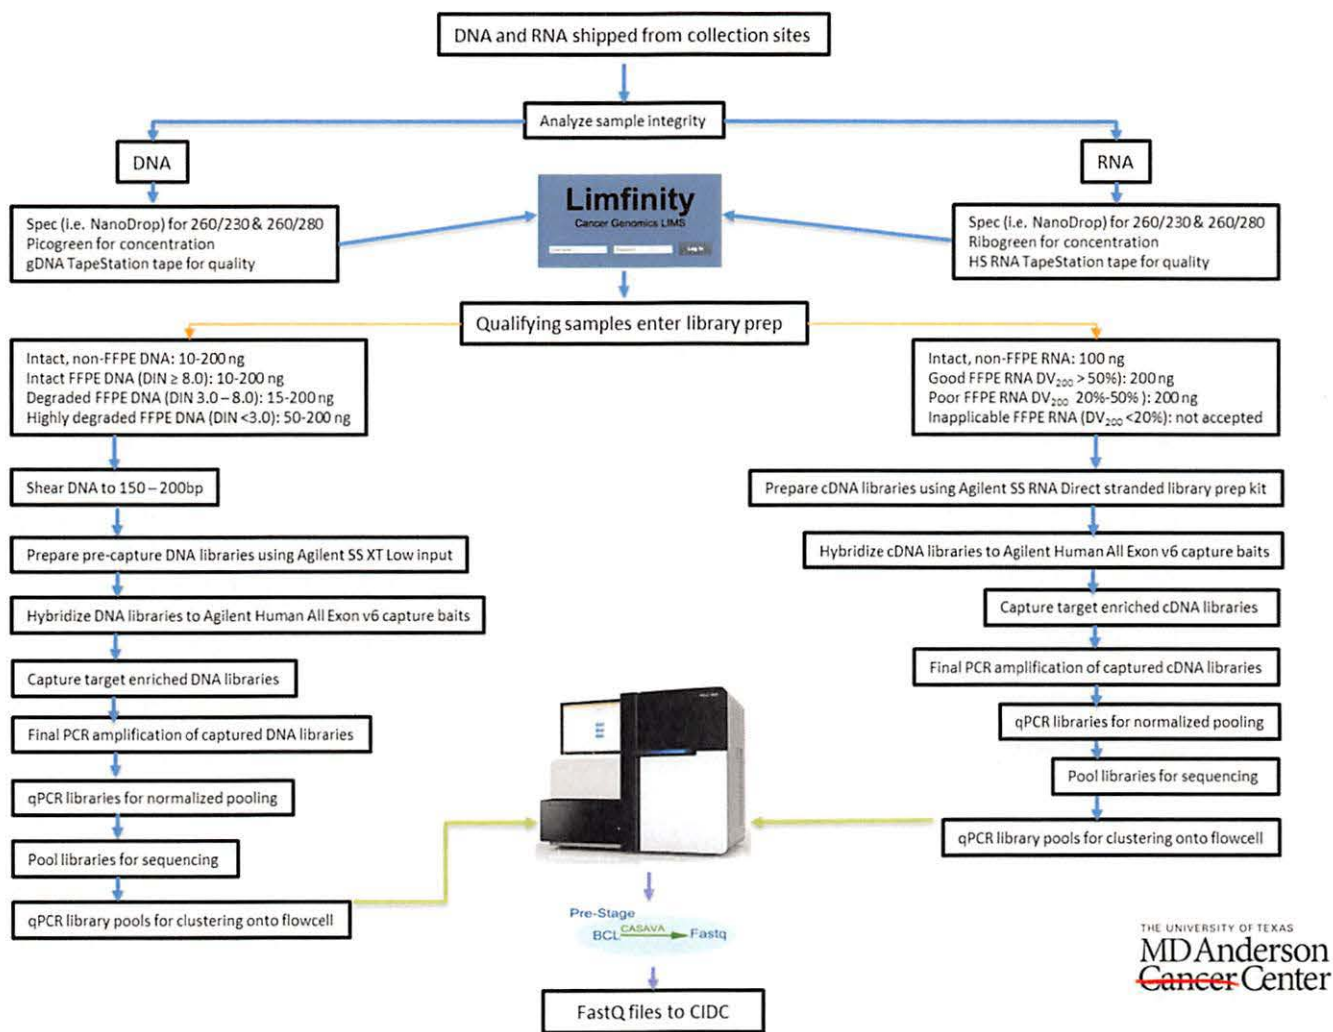 DNA and RNA shipped from collection sites
Analyze sample integrity
DNA
RNA
Limfinity
Cancer Genomics LIMS
Log In
Spec (i.e. NanoDrop) for 260/230 & 260/280
Picogreen for concentration
gDNA TapeStation tape for quality
Spec (i.e. NanoDrop) for 260/230 & 260/280
Ribogreen for concentration
HS RNA TapeStation tape for quality
Qualifying samples enter library prep
Intact, non-FFPE DNA: 10-200 ng
Intact FFPE DNA (DIN ≥ 8.0): 10-200 ng
Degraded FFPE DNA (DIN 3.0 – 8.0): 15-200 ng
Highly degraded FFPE DNA (DIN <3.0): 50-200 ng
Shear DNA to 150 – 200bp
Prepare pre-capture DNA libraries using Agilent SS XT Low input
Hybridize DNA libraries to Agilent Human All Exon v6 capture baits
Capture target enriched DNA libraries
Final PCR amplification of captured DNA libraries
qPCR libraries for normalized pooling
Pool libraries for sequencing
qPCR library pools for clustering onto flowcell
Intact, non-FFPE RNA: 100 ng
Good FFPE RNA DV200 > 50%): 200 ng
Poor FFPE RNA DV200 20%-50% ): 200 ng
Inapplicable FFPE RNA (DV200 <20%): not accepted
Prepare cDNA libraries using Agilent SS RNA Direct stranded library prep kit
Hybridize cDNA libraries to Agilent Human All Exon v6 capture baits
Capture target enriched cDNA libraries
Final PCR amplification of captured cDNA libraries
qPCR libraries for normalized pooling
Pool libraries for sequencing
qPCR library pools for clustering onto flowcell
Pre-Stage
BCL CASAVA Fastq
FastQ files to CIDC
THE UNIVERSITY OF TEXAS
MD Anderson
Cancer Center